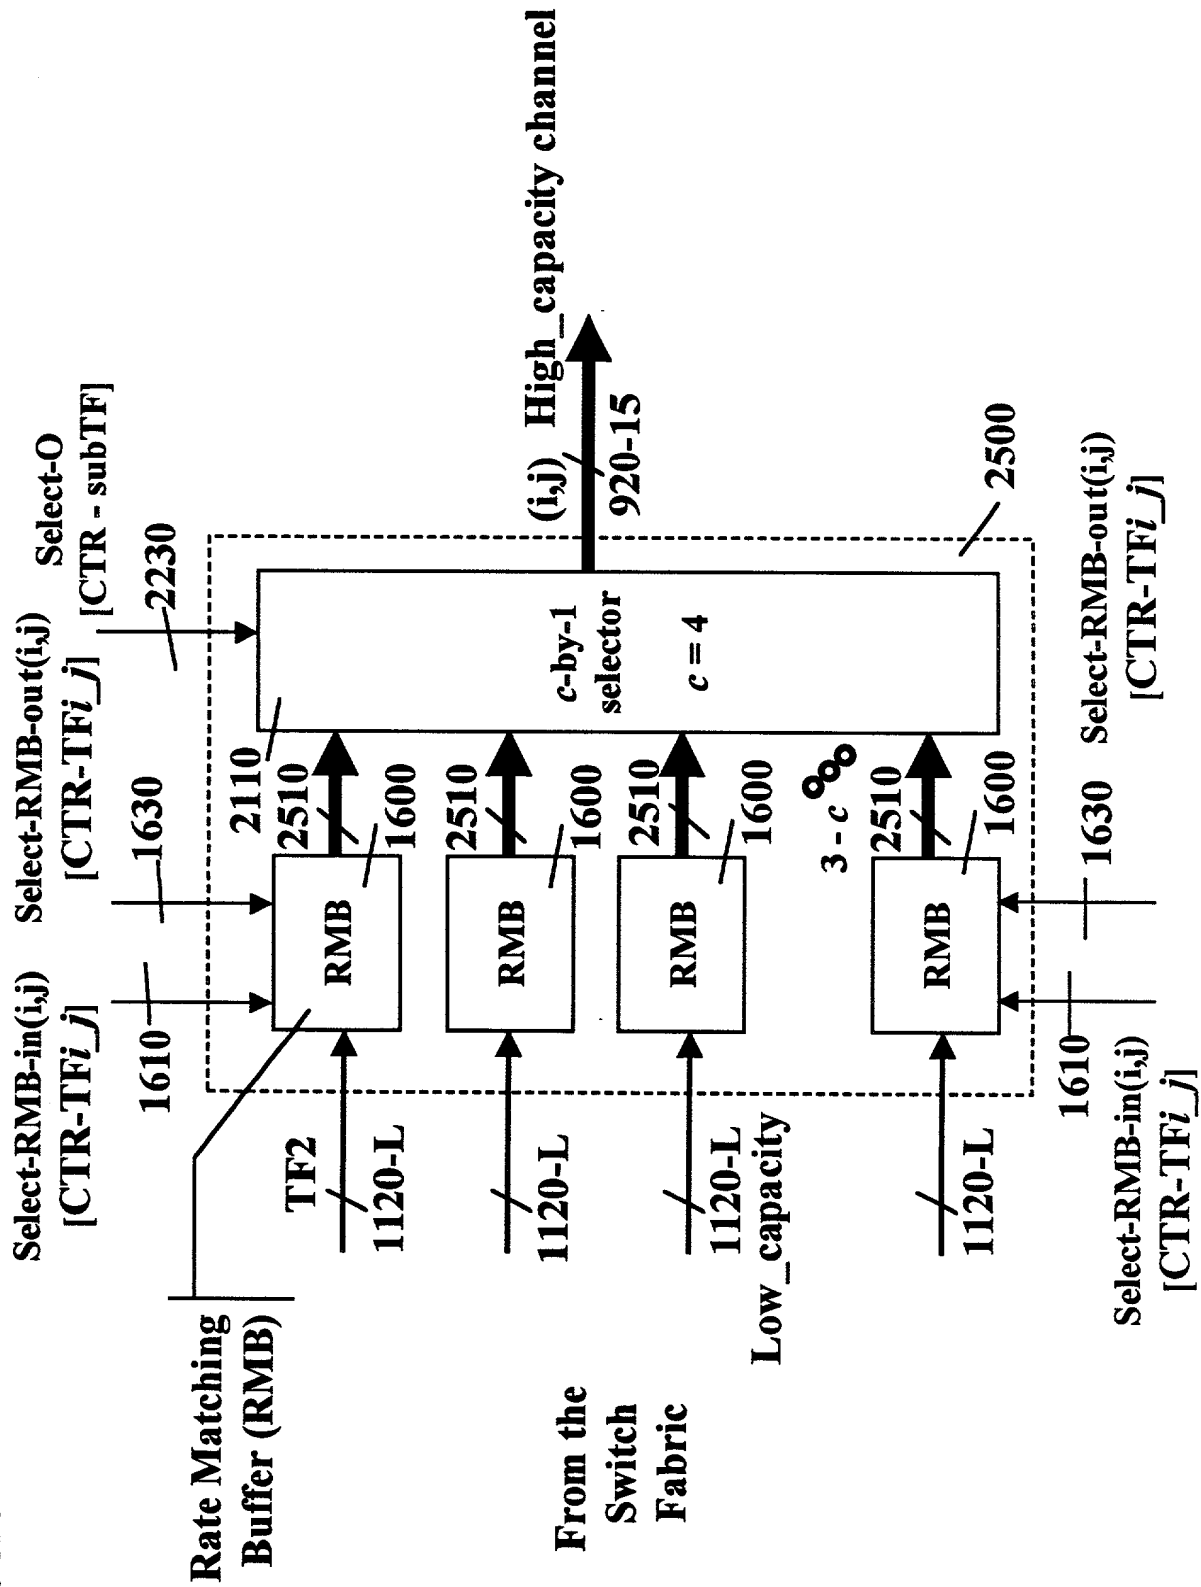 Select-RMB-in(i,j)
[CTR-TFi_j]
1610
Select-RMB-out(i,j)
[CTR-TFi_j]
1630
Select-O
[CTR - subTF]
2230
Rate Matching
Buffer (RMB)
TF2
1120-L
RMB
1600
2510
2110
1120-L
RMB
1600
2510
c-by-1
selector
c = 4
(i,j) High_capacity channel
920-15
From the
Switch
Fabric
1120-L
Low_capacity
RMB
1600
2510
3 - c
1120-L
RMB
1600
2510
2500
1610
Select-RMB-in(i,j)
[CTR-TFi_j]
1630
Select-RMB-out(i,j)
[CTR-TFi_j]